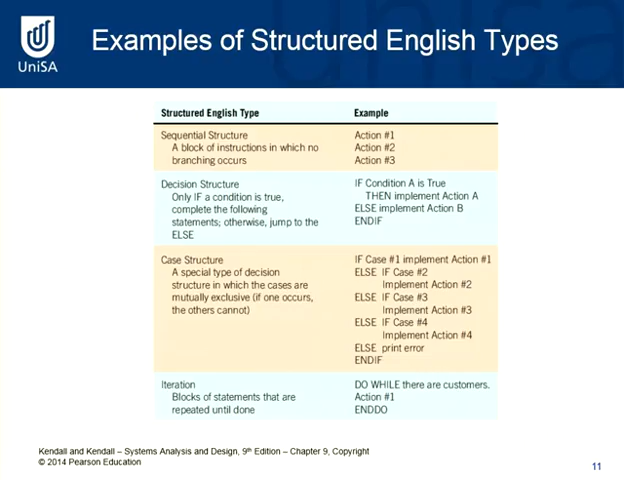 UniSA
Examples of Structured English Types
Structured English Type
Example
Sequential Structure
A block of instructions in which no
branching occurs
Action #1
Action #2
Action #3
Decision Structure
Only IF a condition is true,
complete the following
statements; otherwise, jump to the
ELSE
IF Condition A is True
THEN implement Action A
ELSE implement Action B
ENDIF
Case Structure
A special type of decision
structure in which the cases are
mutually exclusive (if one occurs,
the others cannot)
IF Case #1 implement Action #1
ELSE IF Case #2
Implement Action #2
ELSE IF Case #3
Implement Action #3
ELSE IF Case #4
Implement Action #4
ELSE print error
ENDIF
Iteration
Blocks of statements that are
repeated until done
DO WHILE there are customers.
Action #1
ENDDO
Kendall and Kendall – Systems Analysis and Design, 9th Edition – Chapter 9, Copyright
© 2014 Pearson Education
11